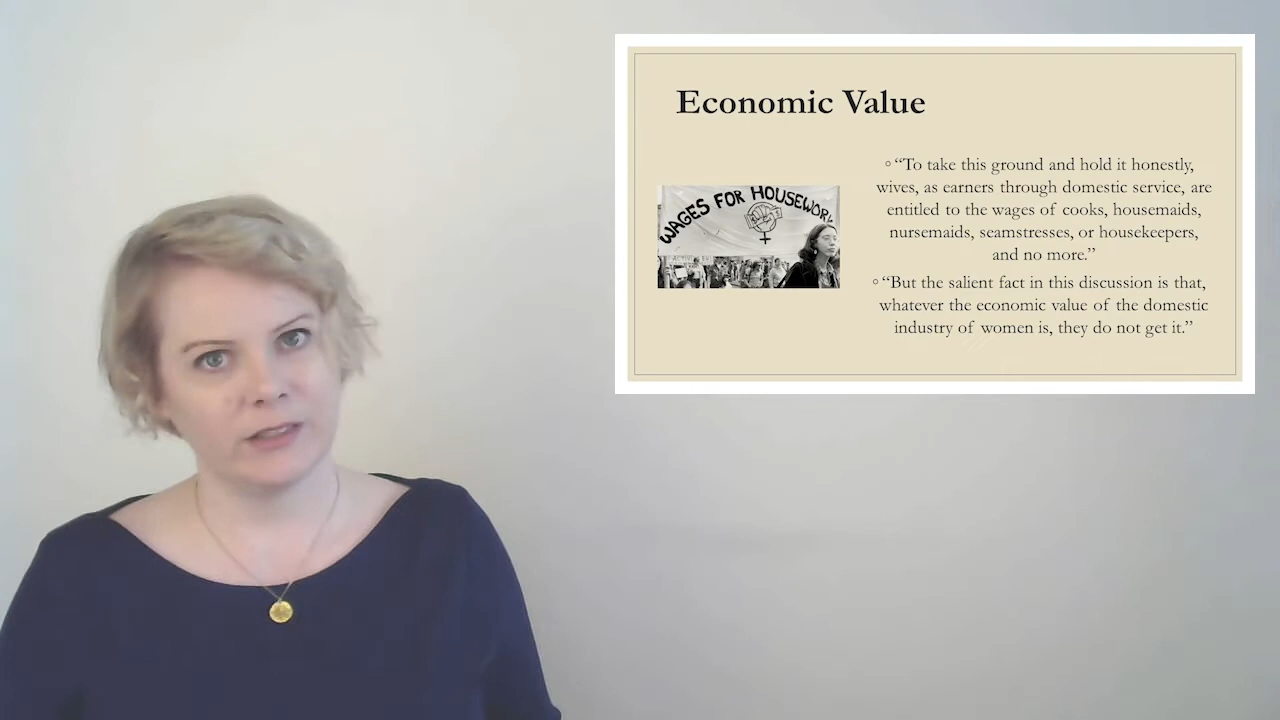 Economic Value
WAGES FOR HOUSEWORK
“To take this ground and hold it honestly,
wives, as earners through domestic service, are
entitled to the wages of cooks, housemaids,
nursemaids, seamstresses, or housekeepers,
and no more.”
“But the salient fact in this discussion is that,
whatever the economic value of the domestic
industry of women is, they do not get it.”